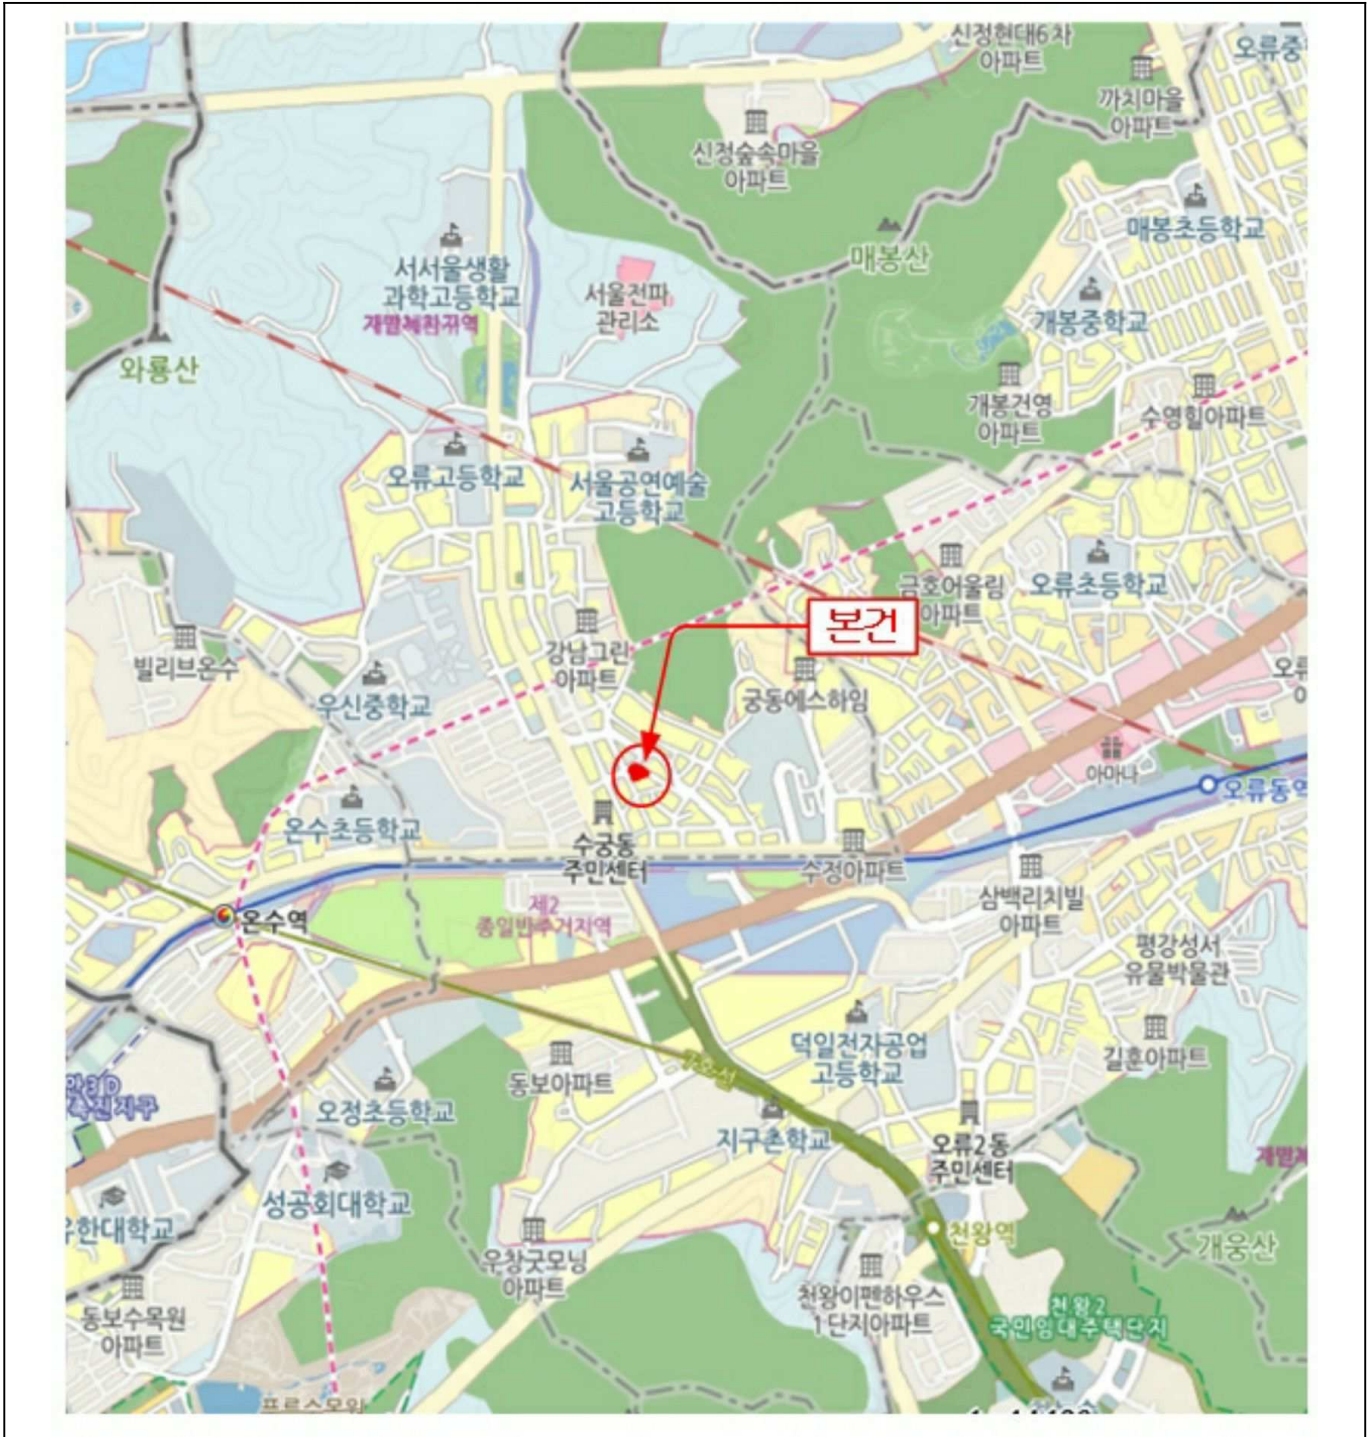 신정현대6차
아파트
오류중
까치마을
아파트
신정숲속마을
아파트
매봉초등학교
매봉산
서서울생활
과학고등학교
서울전파
관리소
개봉중학교
와룡산
개봉건영
아파트
수영힐아파트
오류고등학교
서울공연예술
고등학교
금호어울림
아파트
오류초등학교
본건
강남그린
아파트
빌리브온수
우신중학교
궁동에스하임
오류
아마나
오류동역
온수초등학교
수궁동
주민센터
수정아파트
삼백리치빌
아파트
온수역
제2
종일반주거지역
평강성서
유물박물관
덕일전자공업
고등학교
길훈아파트
동보아파트
오정초등학교
지구촌학교
오류2동
주민센터
성공회대학교
유한대학교
천왕역
개웅산
우창굿모닝
아파트
천왕이펜하우스
1단지아파트
천왕2
국민임대주택단지
동보수목원
아파트